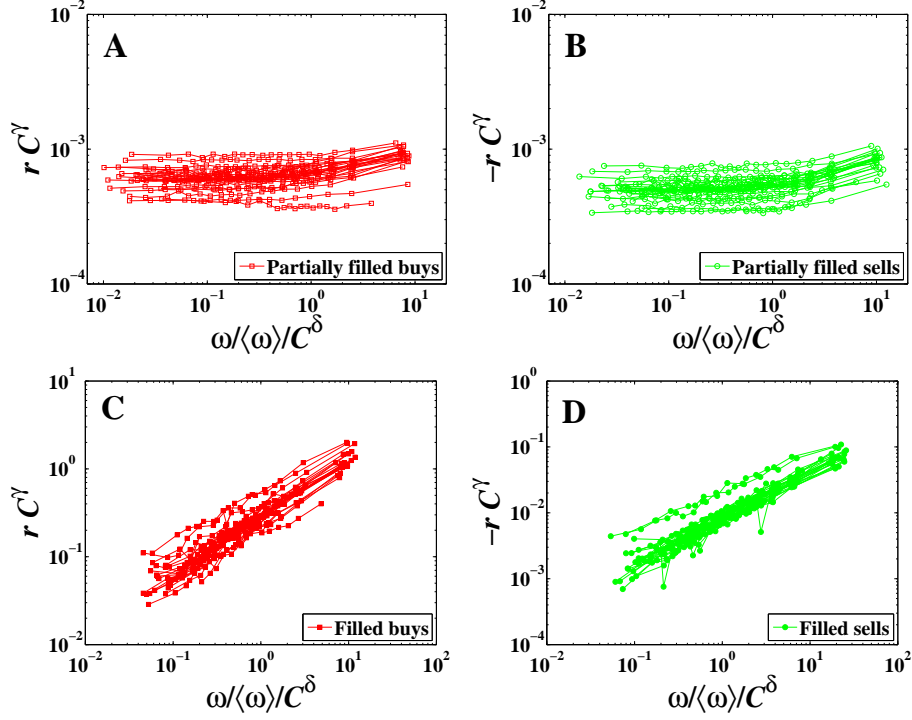 A
r C^γ
10^−2
10^−3
10^−4
10^−2 10^−1 10^0 10^1
ω/⟨ω⟩/C^δ
Partially filled buys
B
−r C^γ
10^−2
10^−3
10^−4
10^−2 10^−1 10^0 10^1
ω/⟨ω⟩/C^δ
Partially filled sells
C
r C^γ
10^1
10^0
10^−1
10^−2
10^−2 10^−1 10^0 10^1 10^2
ω/⟨ω⟩/C^δ
Filled buys
D
−r C^γ
10^0
10^−1
10^−2
10^−3
10^−4
10^−2 10^−1 10^0 10^1 10^2
ω/⟨ω⟩/C^δ
Filled sells